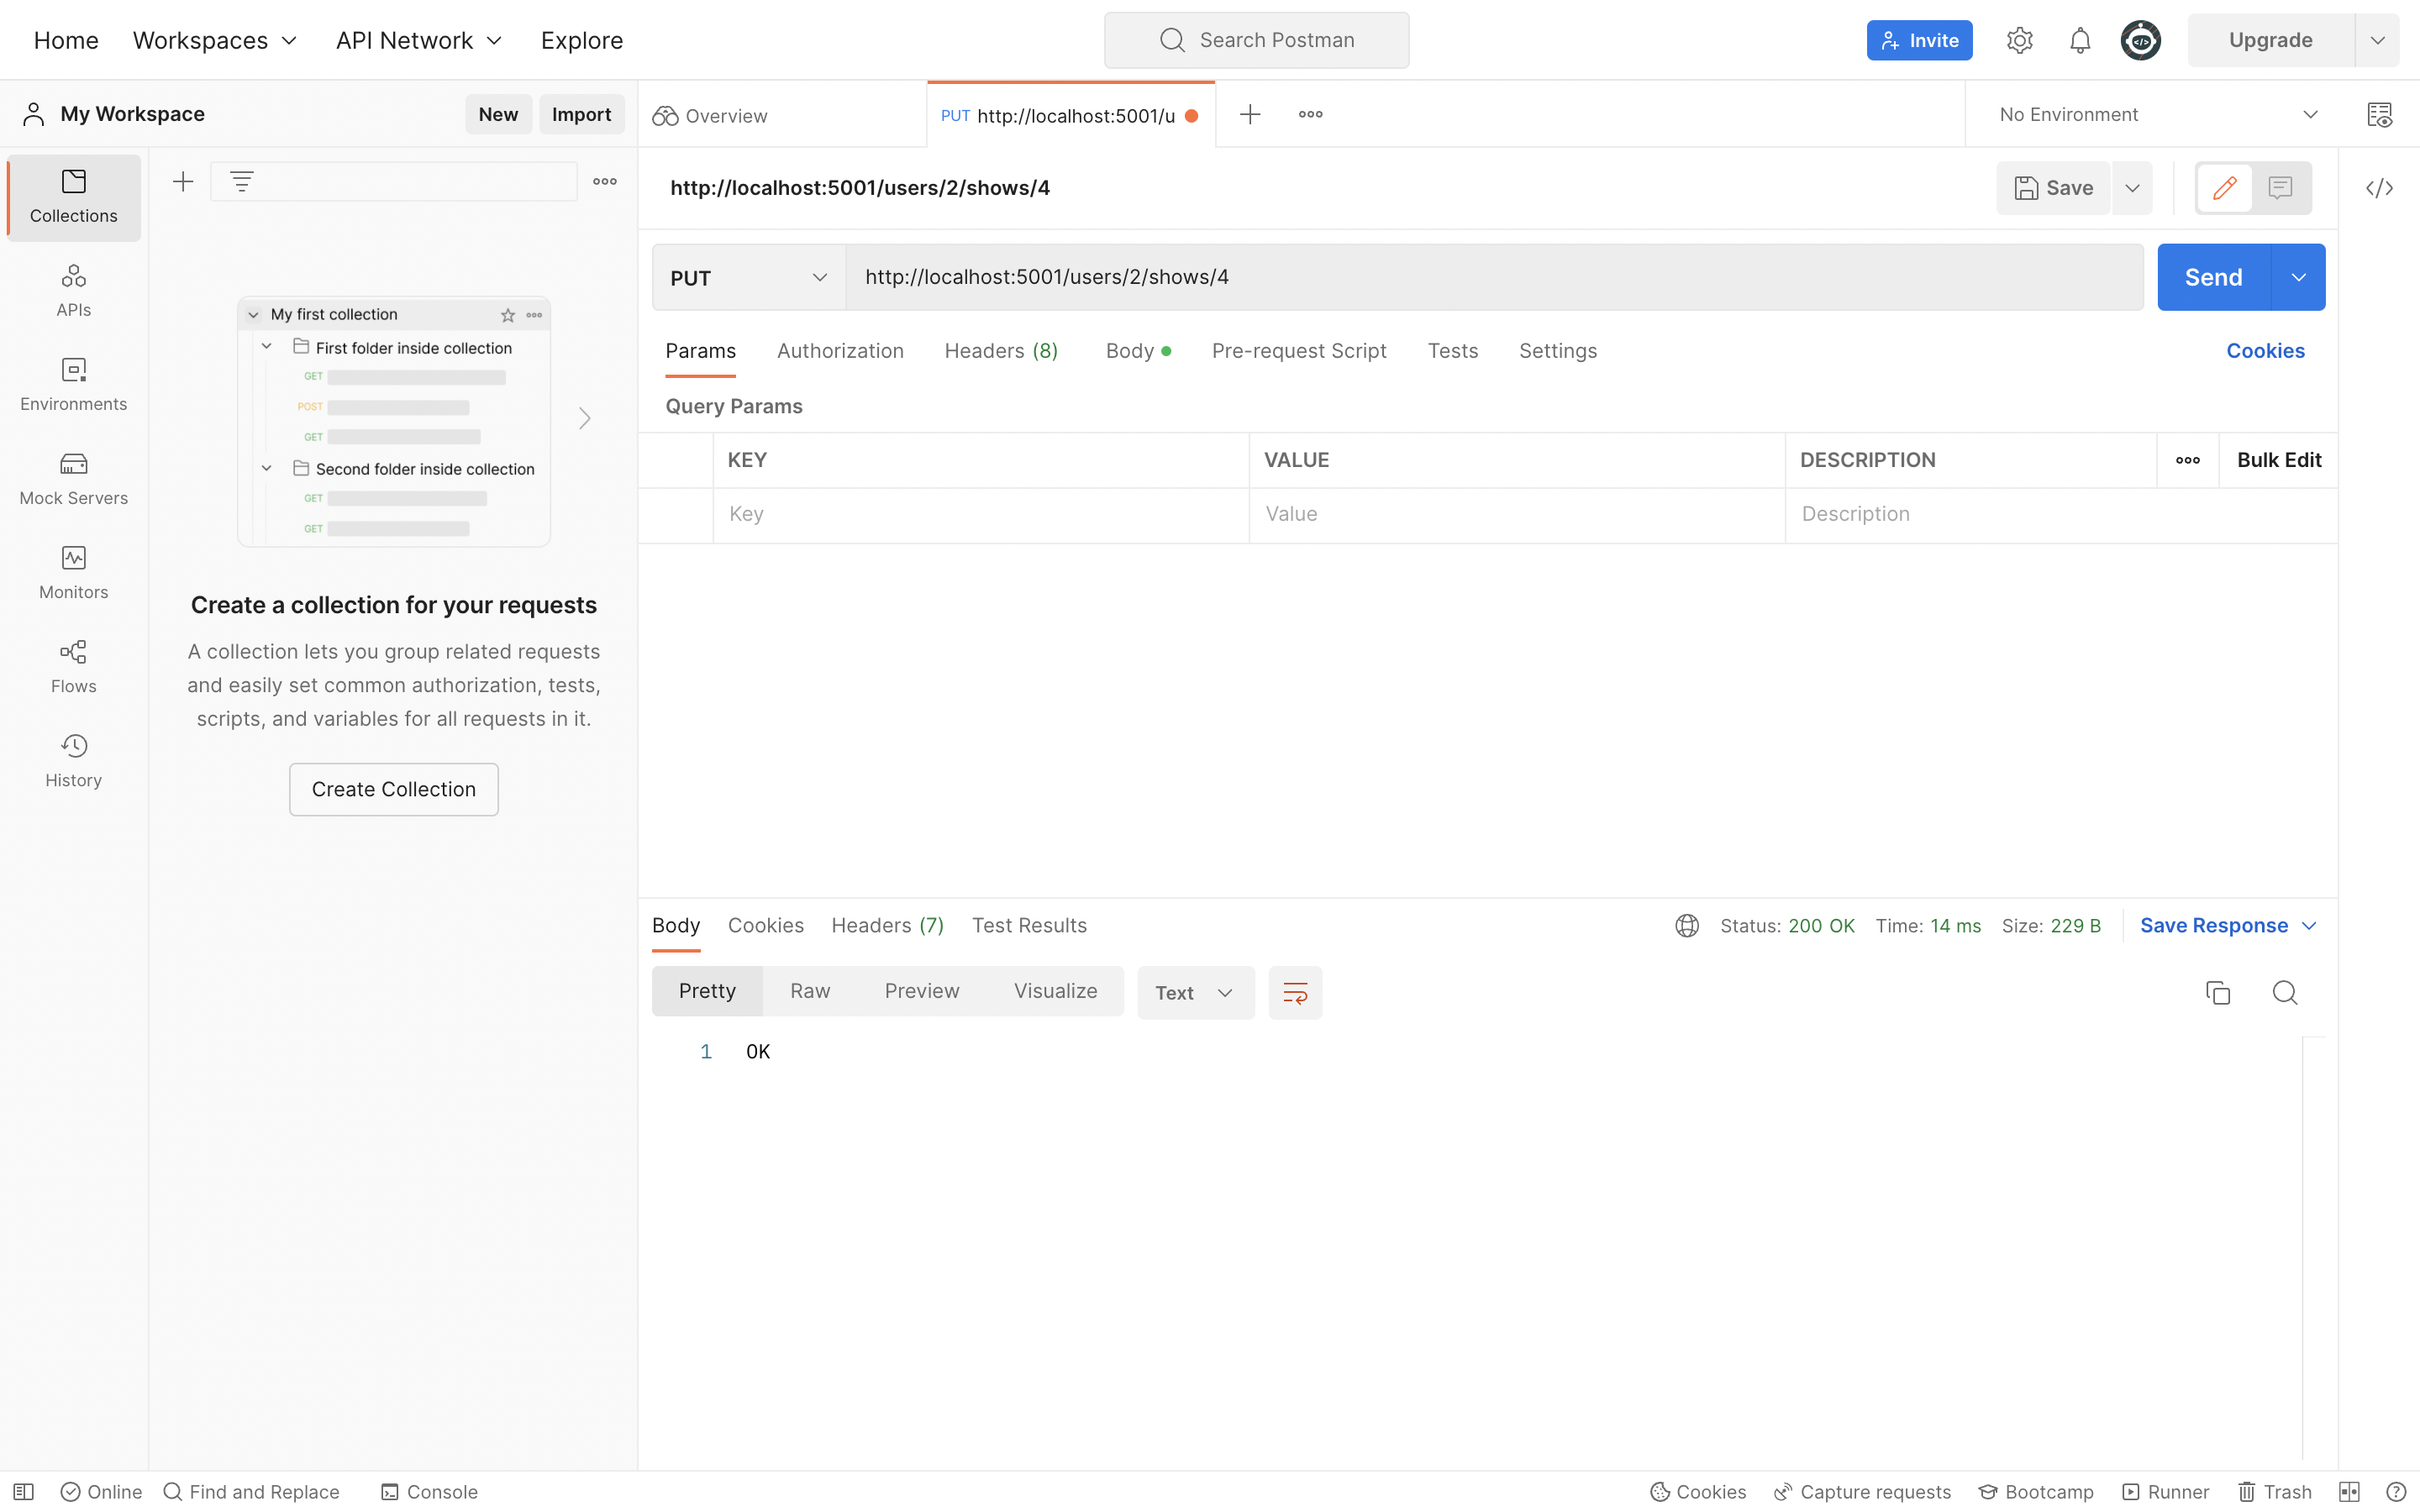 Home Workspaces API Network Explore Search Postman Invite Upgrade
My Workspace New Import Overview PUT http://localhost:5001/u No Environment
Collections
APIs
Environments
Mock Servers
Monitors
Flows
History
My first collection
First folder inside collection
GET
POST
GET
Second folder inside collection
GET
GET
Create a collection for your requests
A collection lets you group related requests
and easily set common authorization, tests,
scripts, and variables for all requests in it.
Create Collection
http://localhost:5001/users/2/shows/4 Save
PUT http://localhost:5001/users/2/shows/4 Send
Params Authorization Headers (8) Body Pre-request Script Tests Settings Cookies
Query Params
KEY VALUE DESCRIPTION Bulk Edit
Key Value Description
Body Cookies Headers (7) Test Results Status: 200 OK Time: 14 ms Size: 229 B Save Response
Pretty Raw Preview Visualize Text
1 OK
Online Find and Replace Console Cookies Capture requests Bootcamp Runner Trash